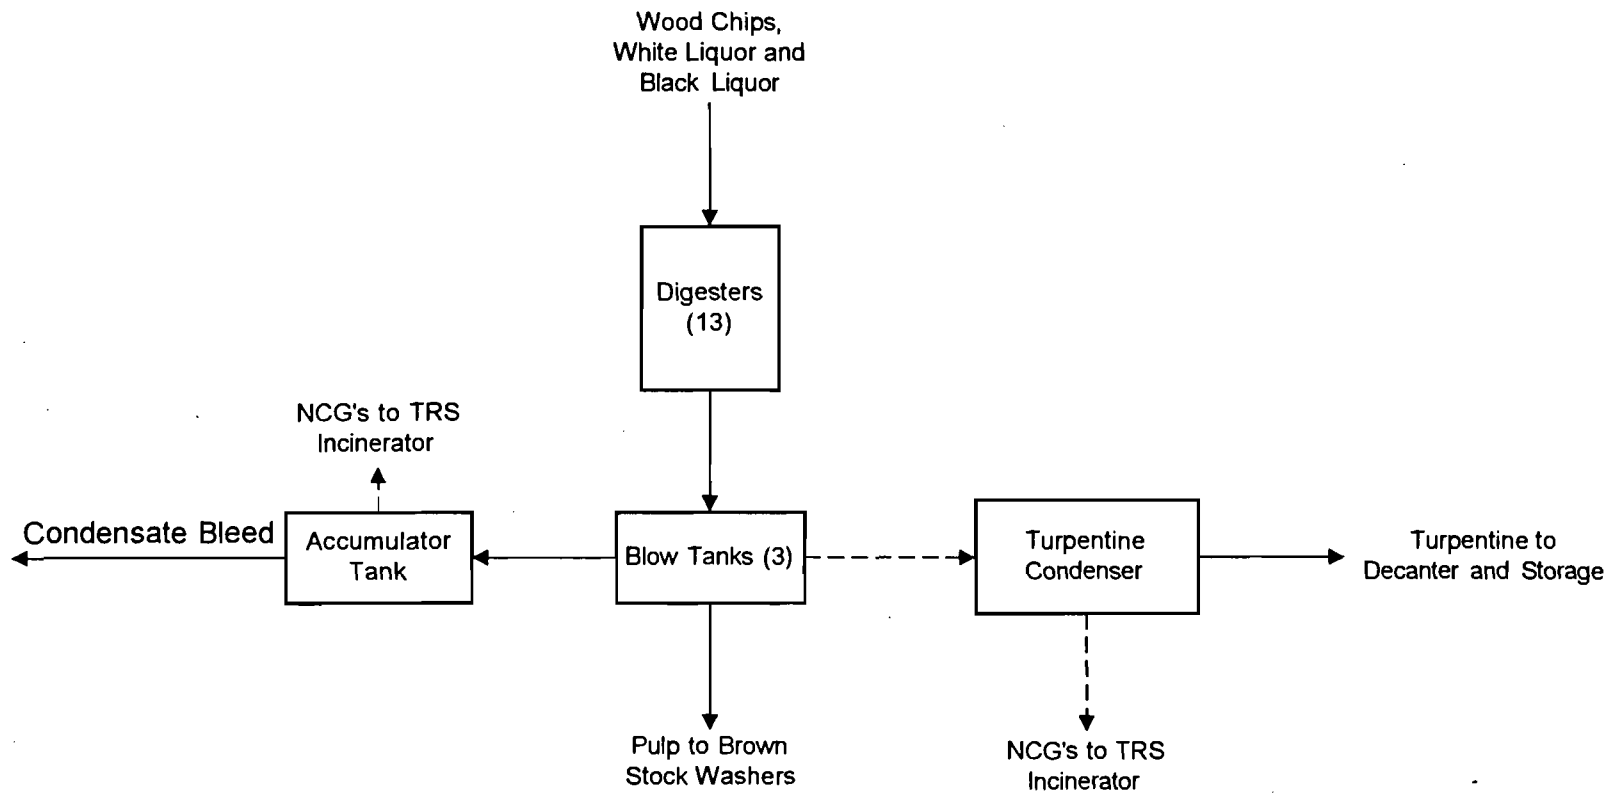 Wood Chips,
White Liquor and
Black Liquor
Digesters
(13)
NCG's to TRS
Incinerator
Condensate Bleed
Accumulator
Tank
Blow Tanks (3)
Turpentine
Condenser
Turpentine to
Decanter and Storage
Pulp to Brown
Stock Washers
NCG's to TRS
Incinerator